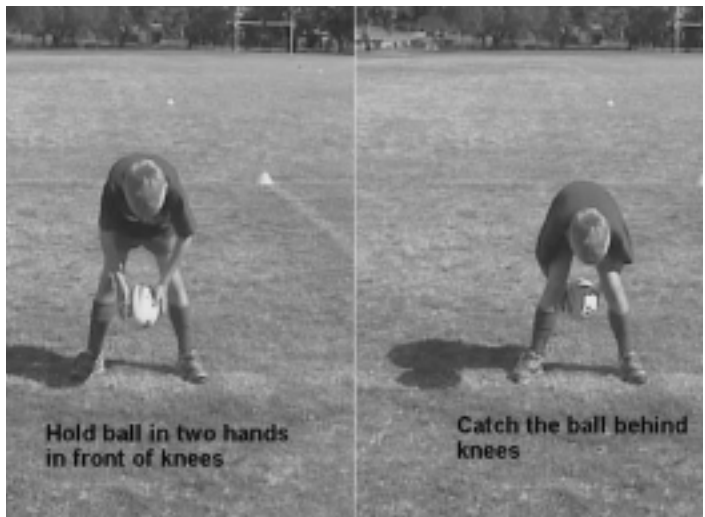 Hold ball in two hands
in front of knees
Catch the ball behind
knees